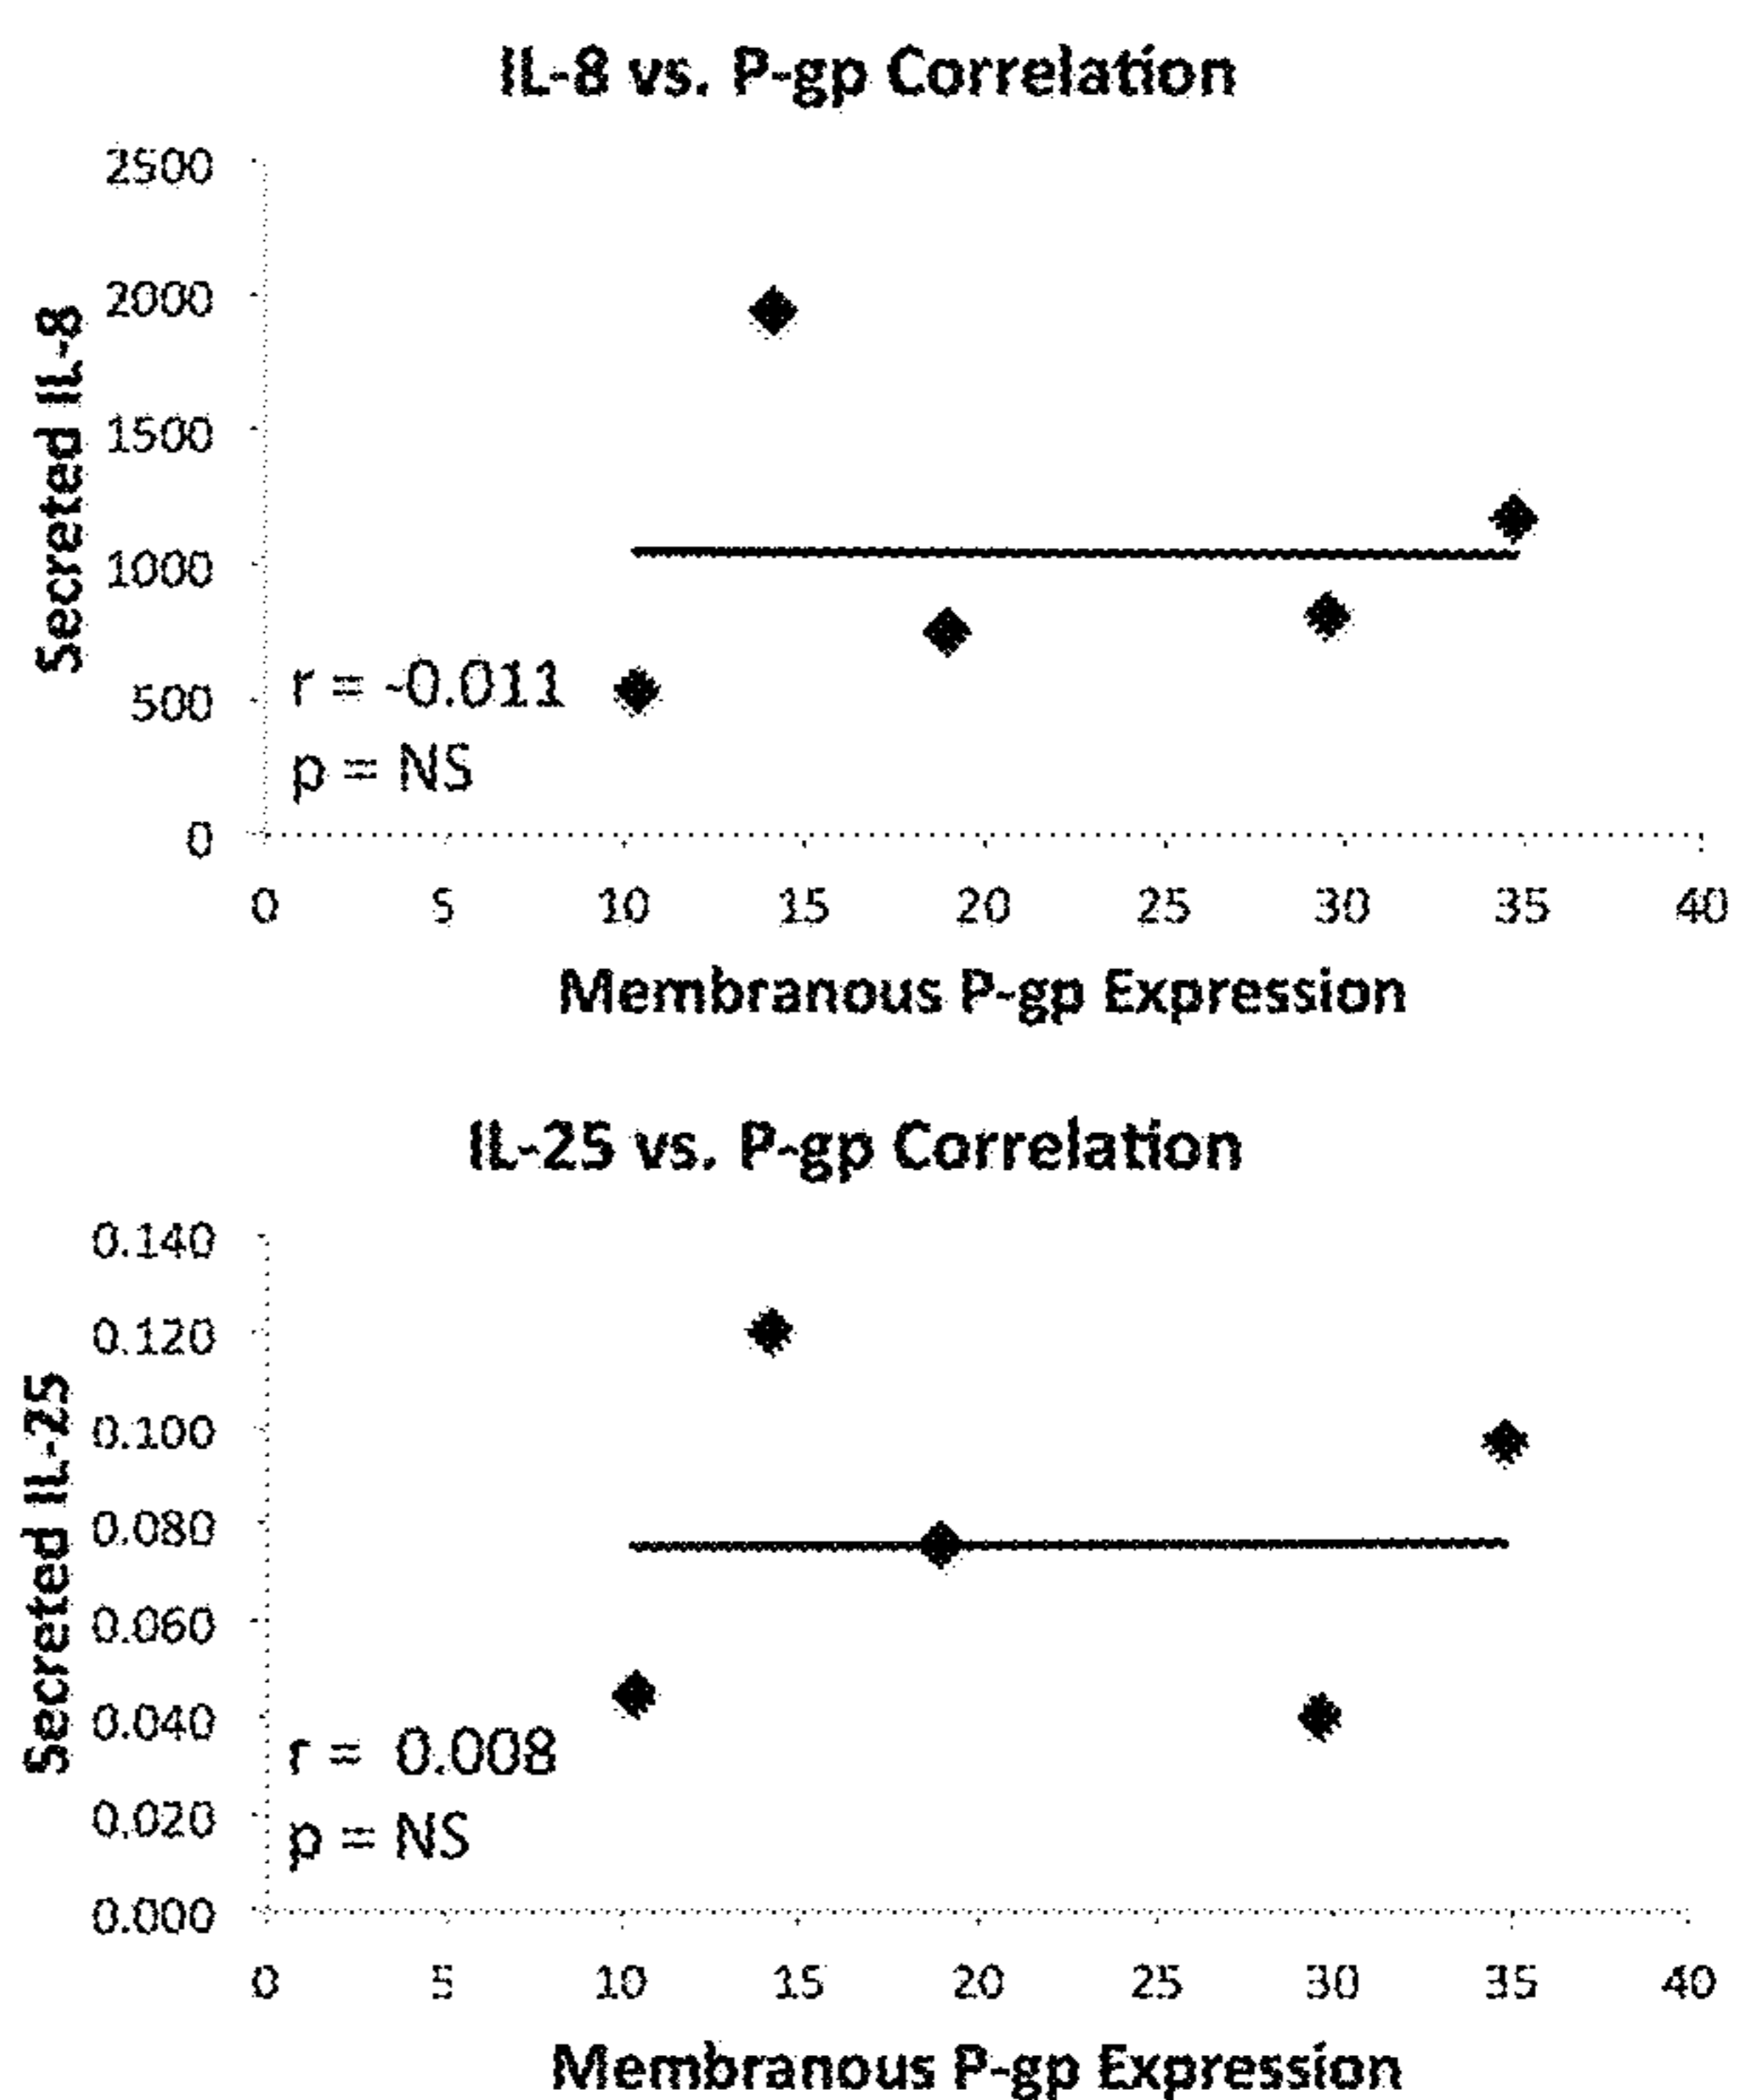 IL-8 vs. P-gp Correlation
2500
2000
1500
1000
500
0
Secreted IL-8
r = -0.011
p = NS
0 5 10 15 20 25 30 35 40
Membranous P-gp Expression
IL-25 vs. P-gp Correlation
0.140
0.120
0.100
0.080
0.060
0.040
0.020
0.000
Secreted IL-25
r = 0.008
p = NS
0 5 10 15 20 25 30 35 40
Membranous P-gp Expression